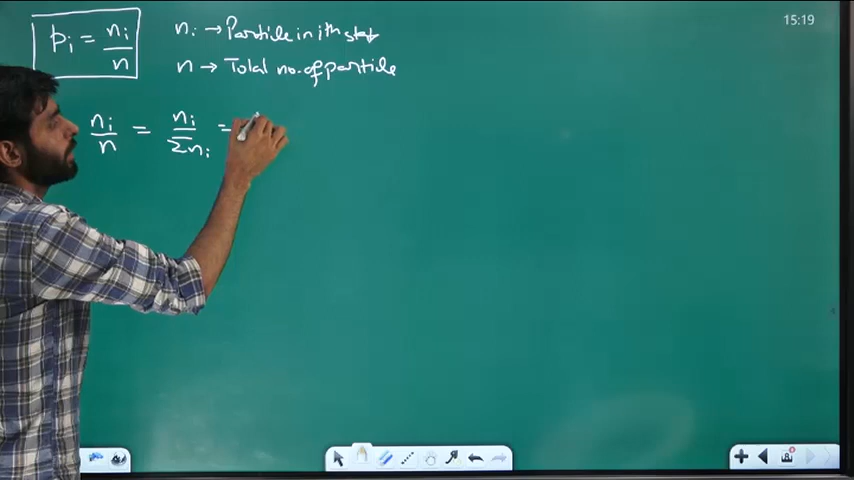 15:19
pᵢ = nᵢ/n nᵢ → Particle in ith state
n → Total no. of particle
nᵢ/n = nᵢ/Σnᵢ =